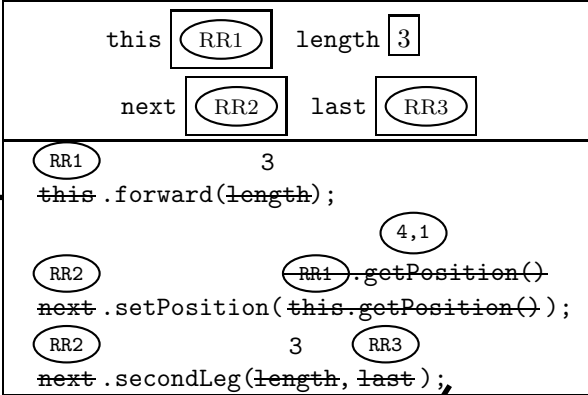 this RR1 length 3
next RR2 last RR3
RR1 3
this.forward(length);
4,1
RR2 RR1.getPosition()
next.setPosition(this.getPosition());
RR2 3 RR3
next.secondLeg(length,last);